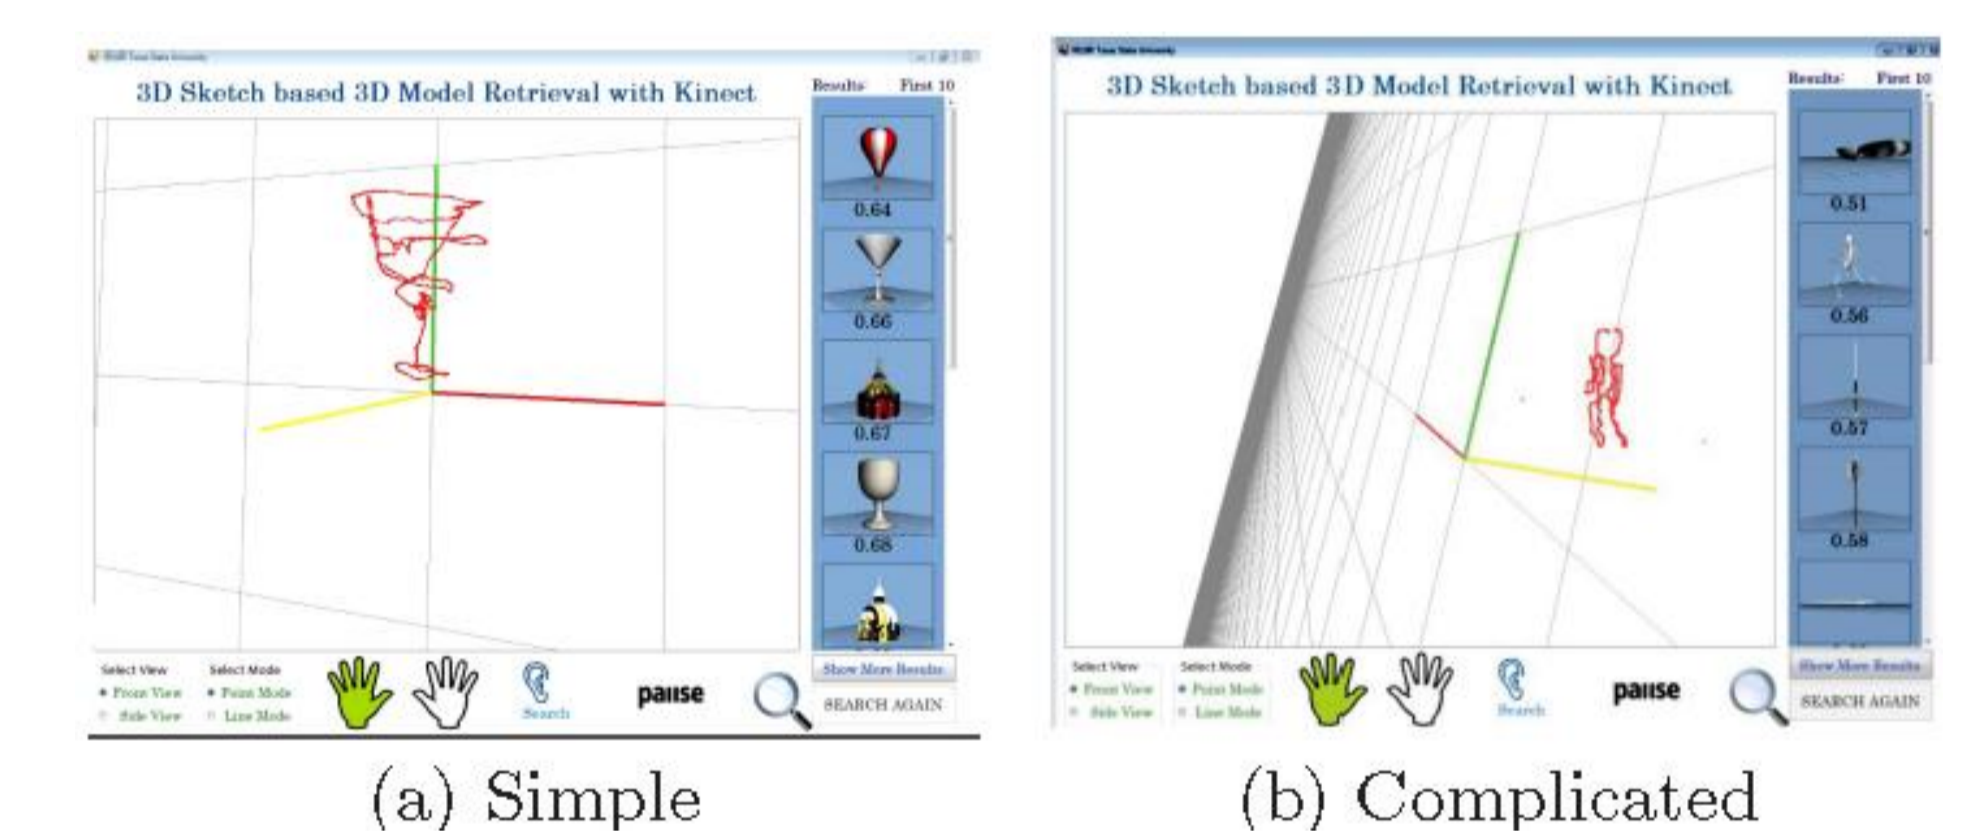 3D Sketch based 3D Model Retrieval with Kinect
Results: First 10
0.64
0.66
0.67
0.68
Select View
Front View
Side View
Select Mode
Point Mode
Line Mode
Search
pause
Show More Results
SEARCH AGAIN
(a) Simple
3D Sketch based 3D Model Retrieval with Kinect
Results: First 10
0.51
0.56
0.57
0.58
Select View
Front View
Side View
Select Mode
Point Mode
Line Mode
Search
pause
Show More Results
SEARCH AGAIN
(b) Complicated